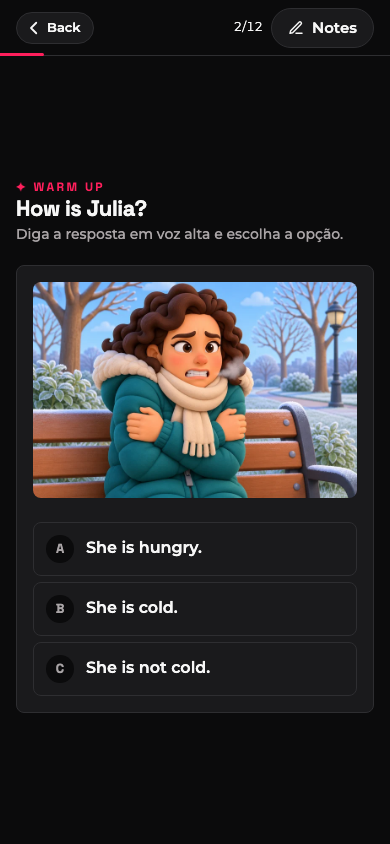 Back
2/12
Notes
WARM UP
How is Julia?
Diga a resposta em voz alta e escolha a opção.
A She is hungry.
B She is cold.
C She is not cold.